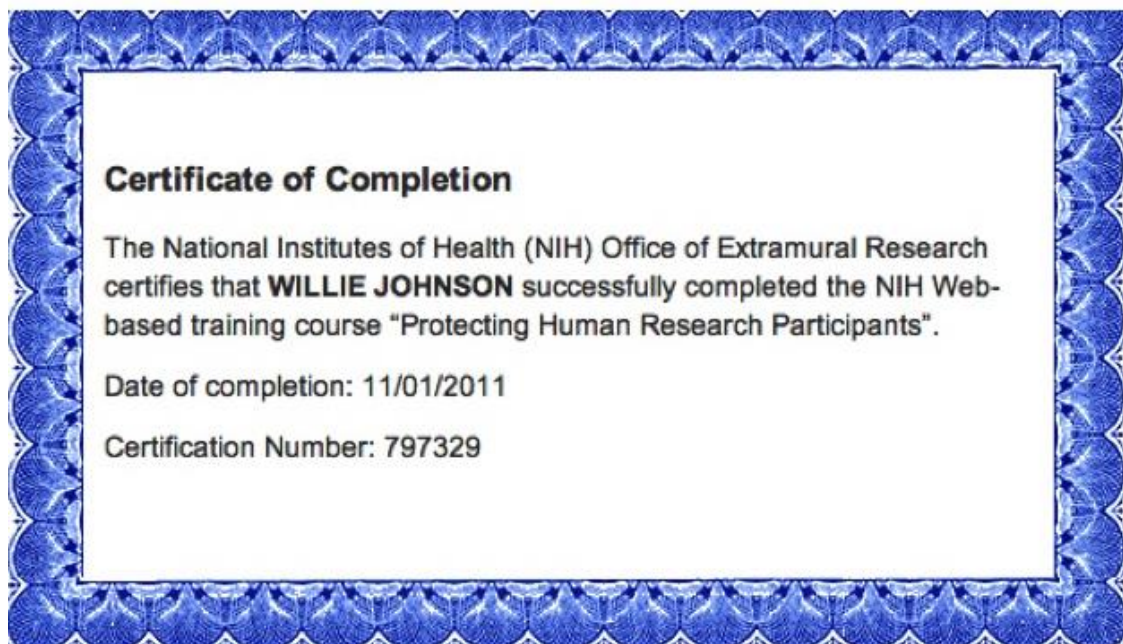 Certificate of Completion
The National Institutes of Health (NIH) Office of Extramural Research
certifies that WILLIE JOHNSON successfully completed the NIH Web-
based training course “Protecting Human Research Participants”.
Date of completion: 11/01/2011
Certification Number: 797329